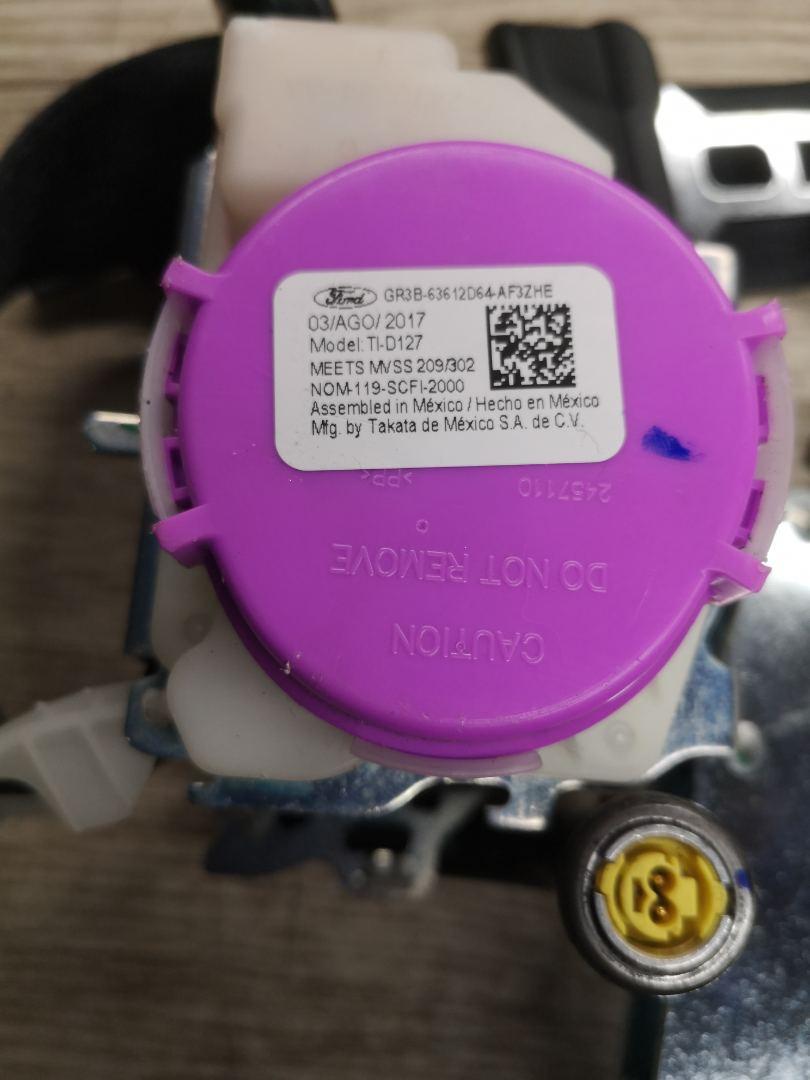 Ford GR3B-63612D64-AF3ZHE
03/AGO/ 2017
Model: TI-D127
MEETS MVSS 209/302
NOM-119-SCFI-2000
Assembled in México / Hecho en México
Mfg. by Takata de México S.A. de C.V.
CAUTION
DO NOT REMOVE
2457110 >PP<